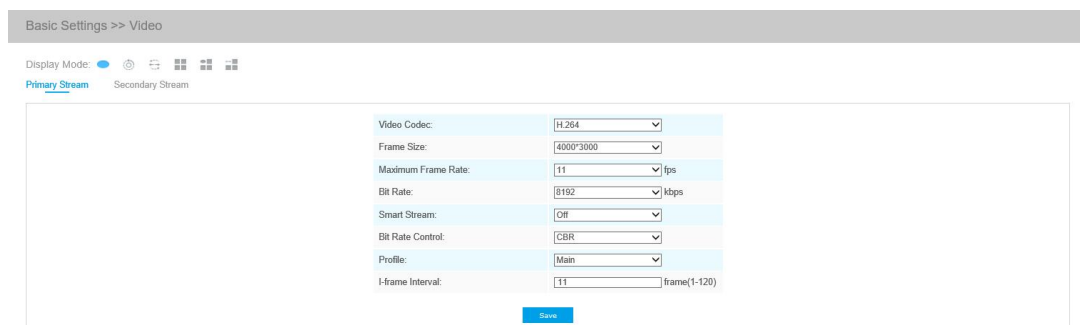 Basic Settings >> Video
Display Mode:
Primary Stream Secondary Stream
Video Codec: H.264
Frame Size: 4000*3000
Maximum Frame Rate: 11 fps
Bit Rate: 8192 kbps
Smart Stream: Off
Bit Rate Control: CBR
Profile: Main
I-frame Interval: 11 frame(1-120)
Save